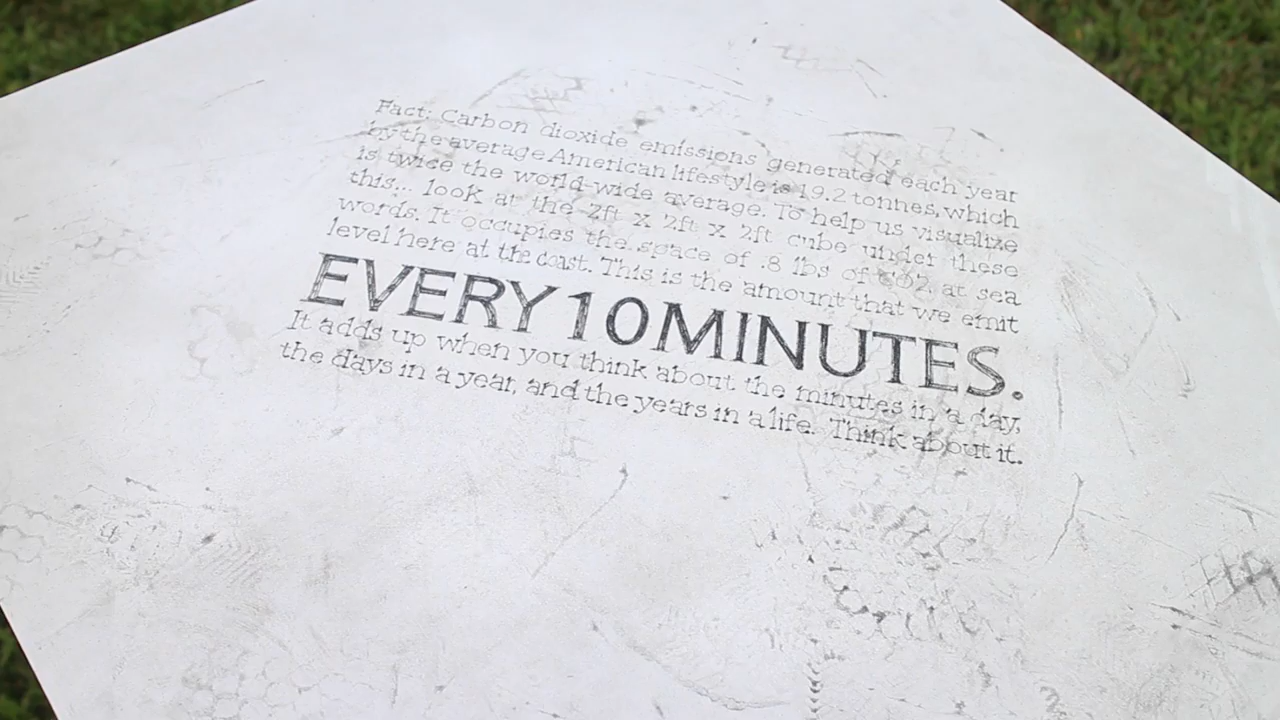 Fact: Carbon dioxide emissions generated each year
by the average American lifestyle is 19.2 tonnes, which
is twice the world-wide average. To help us visualize
this... look at the 2ft x 2ft x 2ft cube under these
words. It occupies the space of .8 lbs of CO2 at sea
level here at the coast. This is the amount that we emit
EVERY 10 MINUTES.
It adds up when you think about the minutes in a day,
the days in a year, and the years in a life. Think about it.